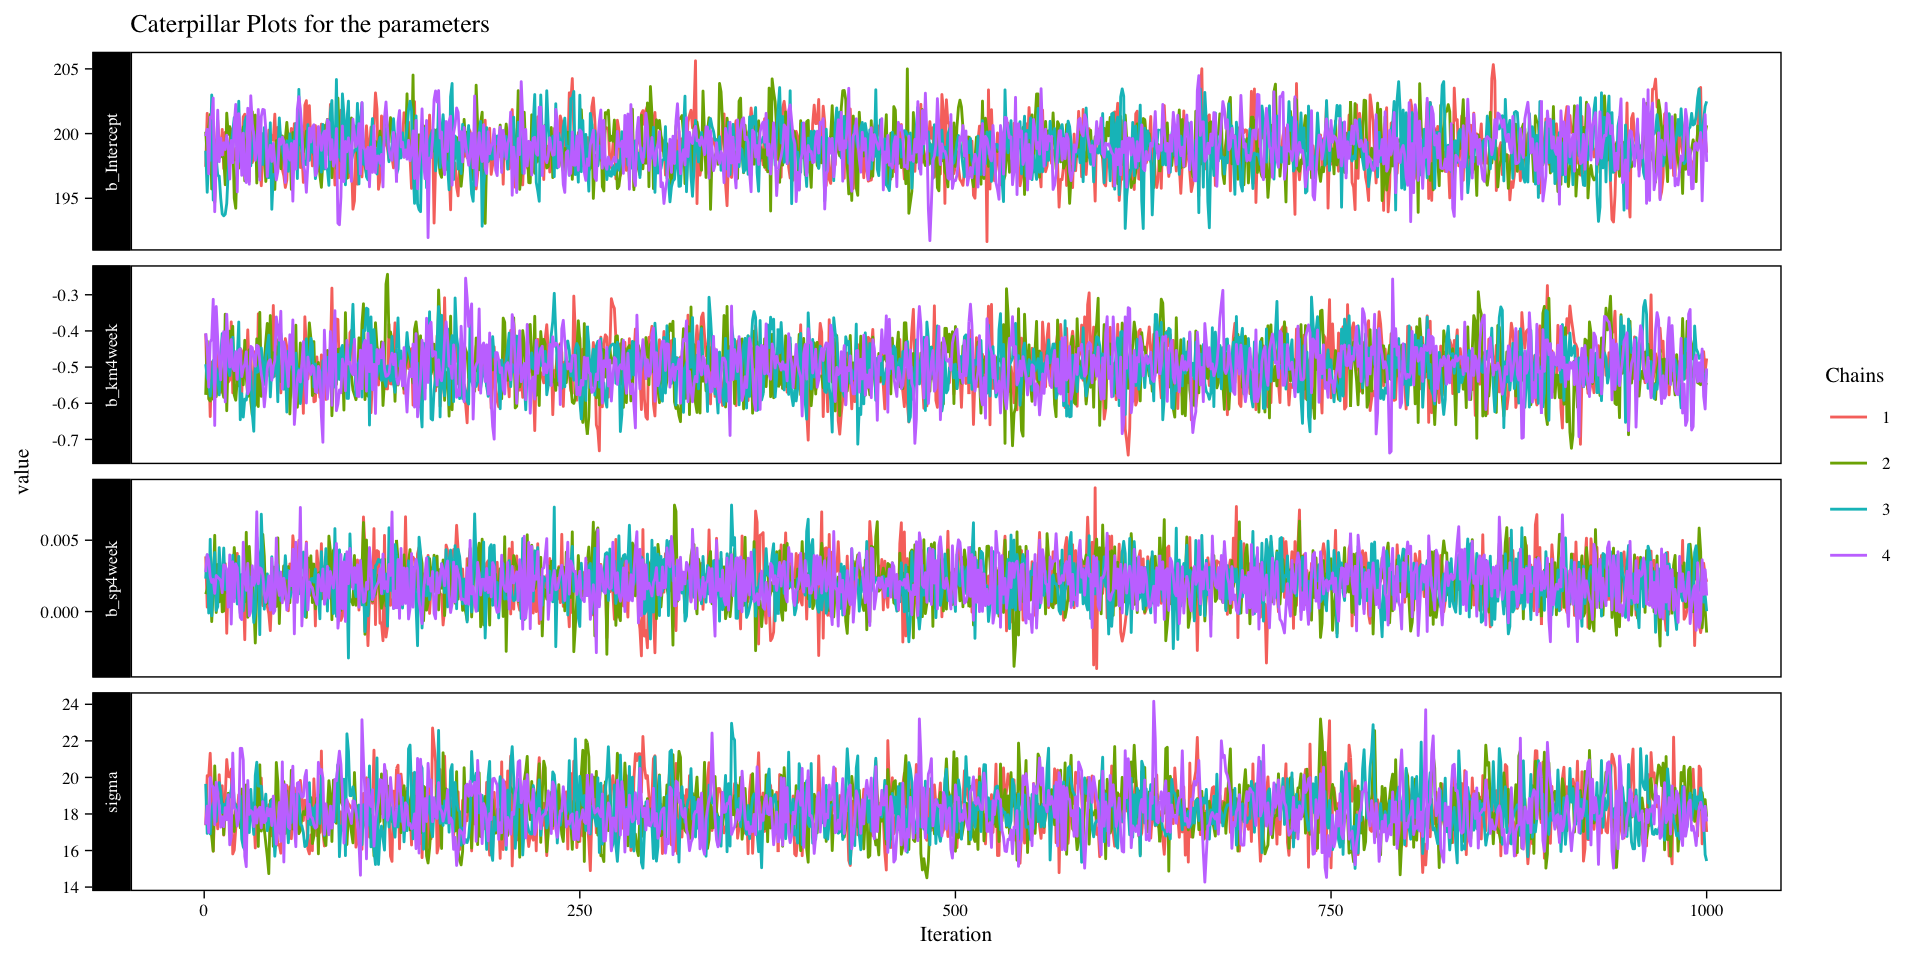 Caterpillar Plots for the parameters
value
b_Intercept
205
200
195
b_km4week
-0.3
-0.4
-0.5
-0.6
-0.7
b_sp4week
0.005
0.000
sigma
24
22
20
18
16
14
0 250 500 750 1000
Iteration
Chains
1
2
3
4